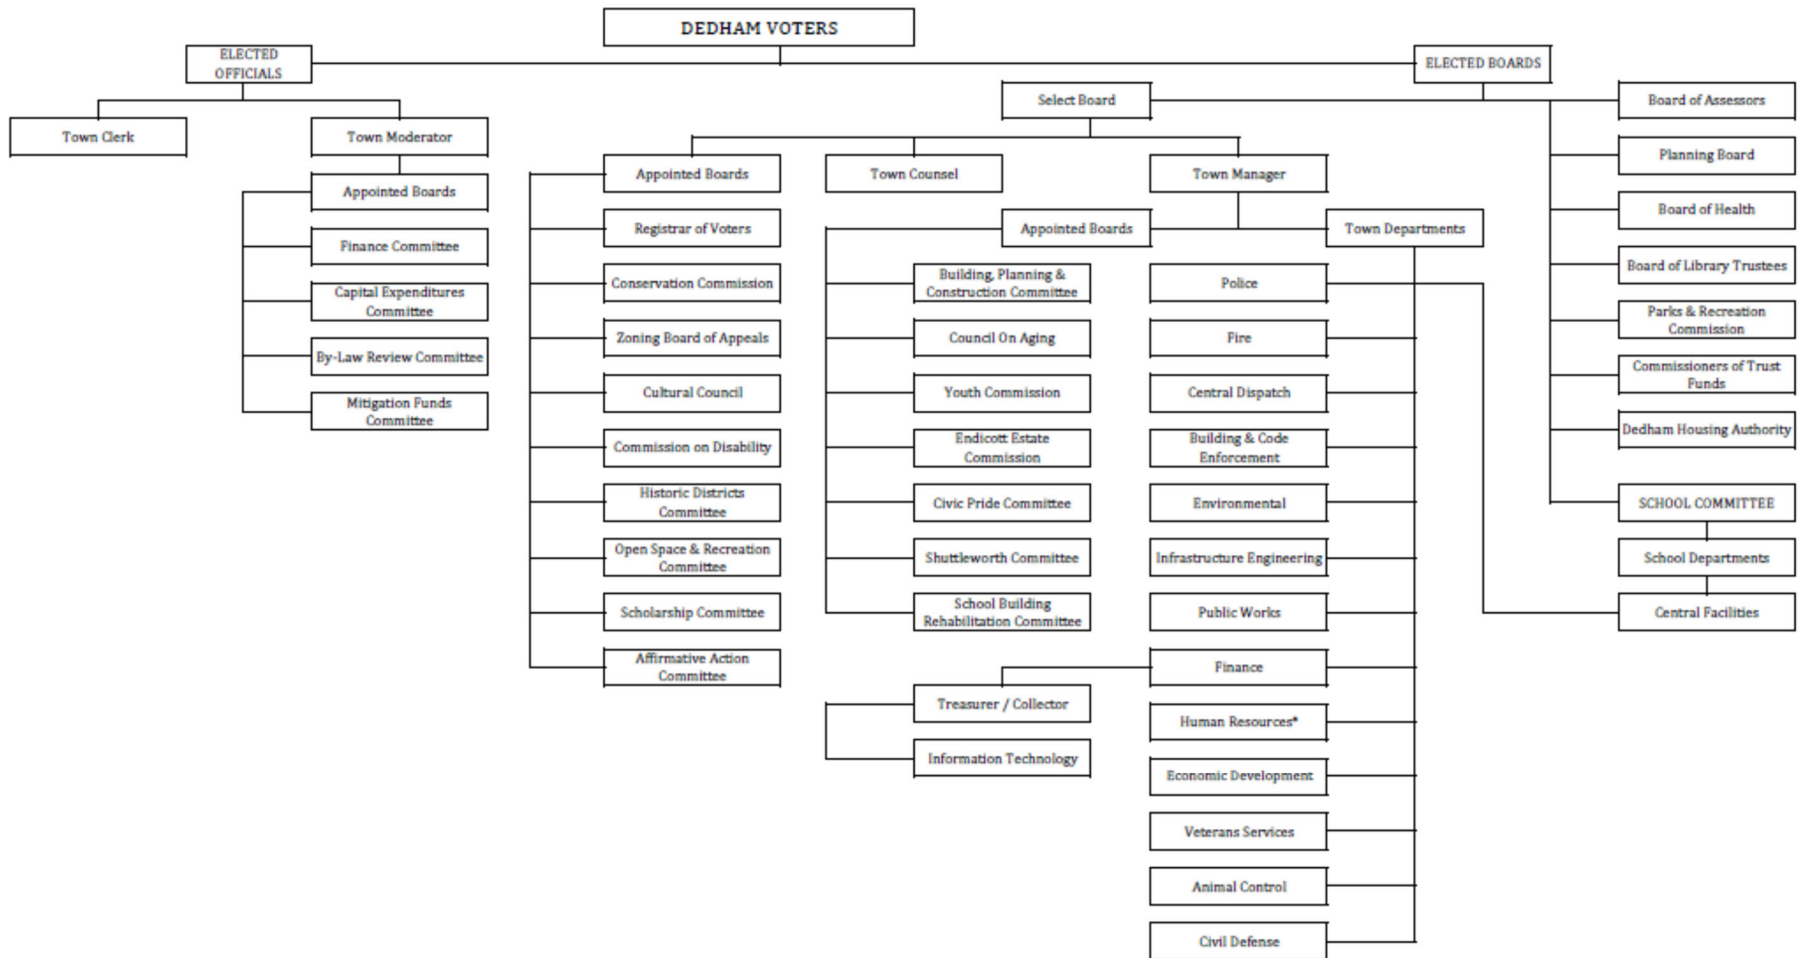 DEDHAM VOTERS
ELECTED
OFFICIALS
ELECTED BOARDS
Town Clerk
Town Moderator
Appointed Boards
Finance Committee
Capital Expenditures
Committee
By-Law Review Committee
Mitigation Funds
Committee
Select Board
Appointed Boards
Registrar of Voters
Conservation Commission
Zoning Board of Appeals
Cultural Council
Commission on Disability
Historic Districts
Committee
Open Space & Recreation
Committee
Scholarship Committee
Affirmative Action
Committee
Town Counsel
Town Manager
Appointed Boards
Building, Planning &
Construction Committee
Council On Aging
Youth Commission
Endicott Estate
Commission
Civic Pride Committee
Shuttleworth Committee
School Building
Rehabilitation Committee
Town Departments
Police
Fire
Central Dispatch
Building & Code
Enforcement
Environmental
Infrastructure Engineering
Public Works
Finance
Treasurer / Collector
Information Technology
Human Resources*
Economic Development
Veterans Services
Animal Control
Civil Defense
Board of Assessors
Planning Board
Board of Health
Board of Library Trustees
Parks & Recreation
Commission
Commissioners of Trust
Funds
Dedham Housing Authority
SCHOOL COMMITTEE
School Departments
Central Facilities